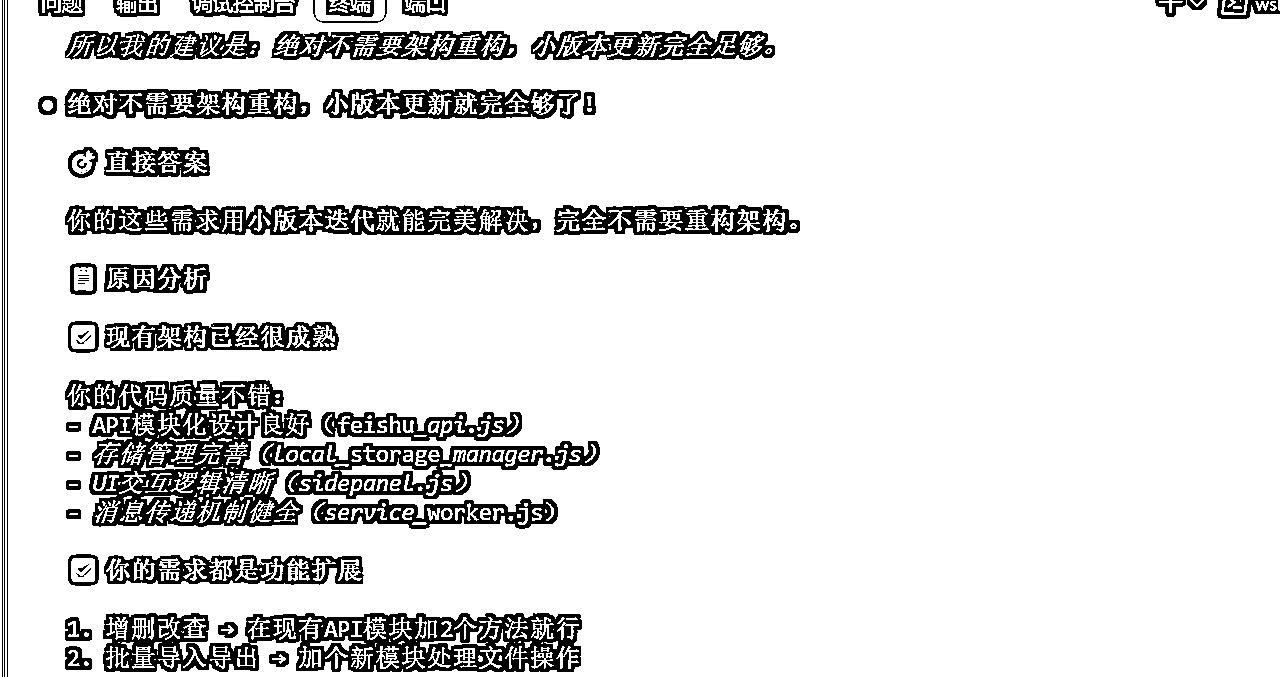 问题 输出 调试控制台 终端 端口
所以我的建议是：绝对不需要架构重构，小版本更新完全足够。
绝对不需要架构重构，小版本更新就完全够了！
直接答案
你的这些需求用小版本迭代就能完美解决，完全不需要重构架构。
原因分析
现有架构已经很成熟
你的代码质量不错：
- API模块化设计良好（feishu_api.js）
- 存储管理完善（local_storage_manager.js）
- UI交互逻辑清晰（sidepanel.js）
- 消息传递机制健全（service_worker.js）
你的需求都是功能扩展
1. 增删改查 → 在现有API模块加2个方法就行
2. 批量导入导出 → 加个新模块处理文件操作